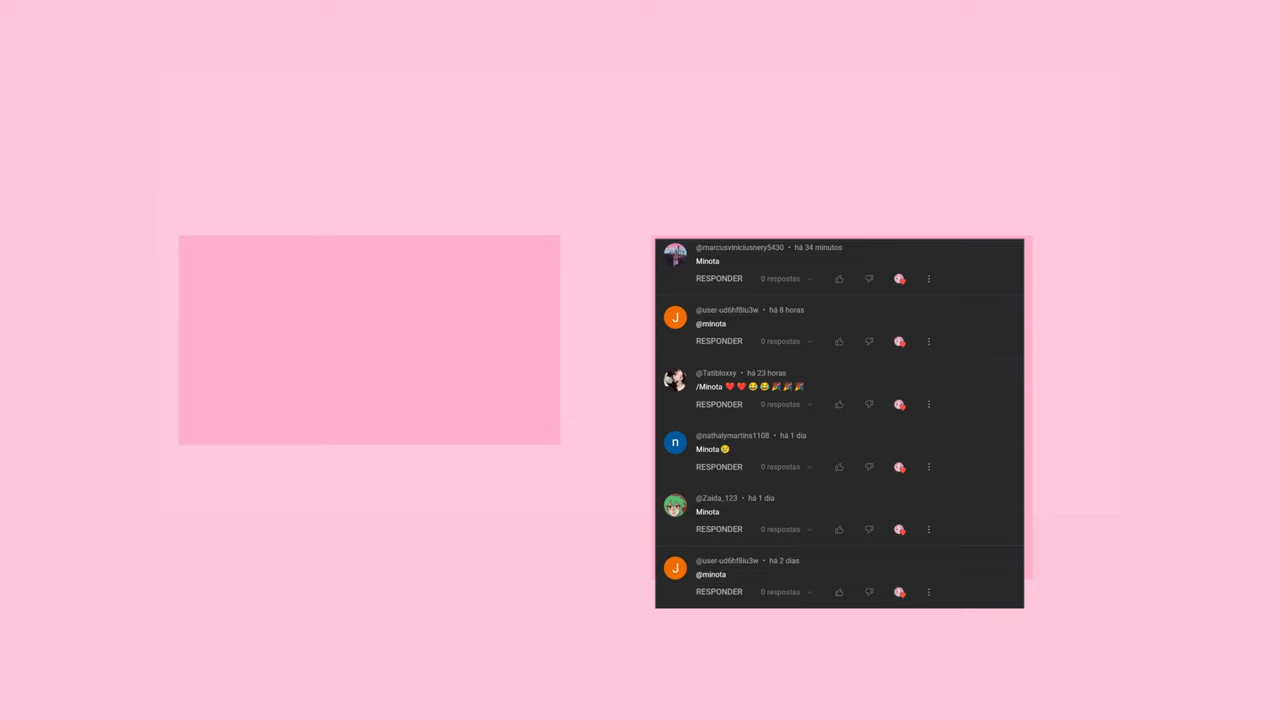 @marcusviniciusnery5430 • há 34 minutos
Minota
RESPONDER 0 respostas
J
@user-ud6hf8iu3w • há 8 horas
@minota
RESPONDER 0 respostas
@Tatibloxxy • há 23 horas
/Minota ❤️❤️😂😂🎉🎉🎉
RESPONDER 0 respostas
n
@nathalymartins1108 • há 1 dia
Minota😢
RESPONDER 0 respostas
@Zaida_123 • há 1 dia
Minota
RESPONDER 0 respostas
J
@user-ud6hf8iu3w • há 2 dias
@minota
RESPONDER 0 respostas